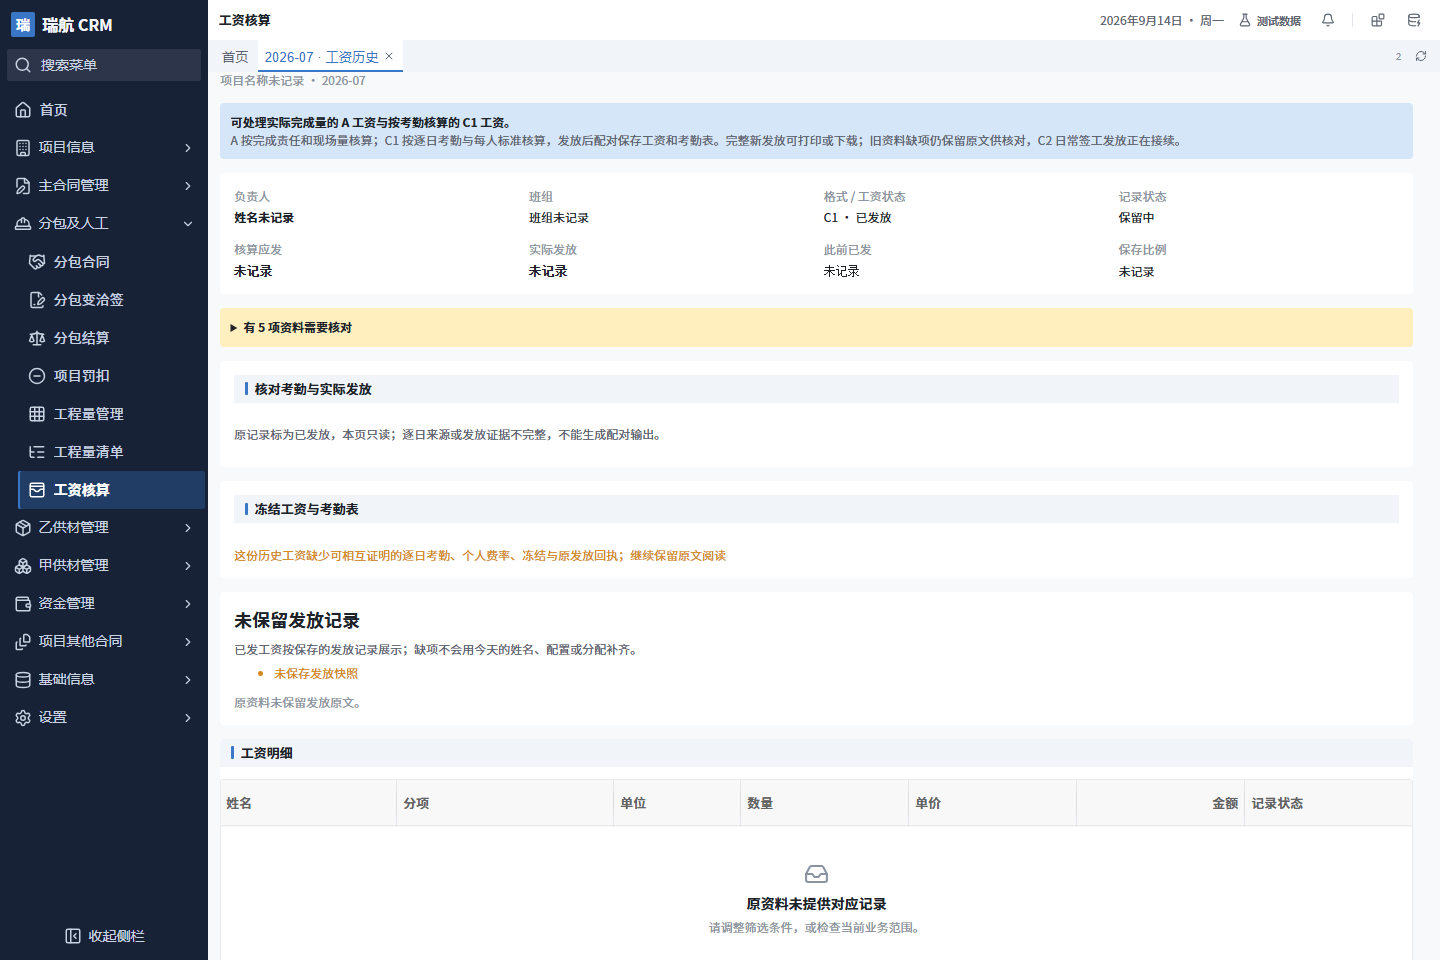 瑞 瑞航 CRM
搜索菜单
首页
项目信息
主合同管理
分包及人工
分包合同
分包变洽签
分包结算
项目罚扣
工程量管理
工程量清单
工资核算
乙供材管理
甲供材管理
资金管理
项目其他合同
基础信息
设置
收起侧栏
工资核算
2026年9月14日 • 周一 测试数据
首页 2026-07 · 工资历史 ×
2
项目名称未记录 • 2026-07
可处理实际完成量的 A 工资与按考勤核算的 C1 工资。
A 按完成责任和现场量核算；C1 按逐日考勤与每人标准核算，发放后配对保存工资和考勤表。完整新发放可打印或下载；旧资料缺项仍保留原文供核对，C2 日常签工发放正在接续。
负责人 班组 格式 / 工资状态 记录状态
姓名未记录 班组未记录 C1 • 已发放 保留中
核算应发 实际发放 此前已发 保存比例
未记录 未记录 未记录 未记录
有 5 项资料需要核对
核对考勤与实际发放
原记录标为已发放，本页只读；逐日来源或发放证据不完整，不能生成配对输出。
冻结工资与考勤表
这份历史工资缺少可相互证明的逐日考勤、个人费率、冻结与原发放回执；继续保留原文阅读
未保留发放记录
已发工资按保存的发放记录展示；缺项不会用今天的姓名、配置或分配补齐。
未保存发放快照
原资料未保留发放原文。
工资明细
姓名 分项 单位 数量 单价 金额 记录状态
原资料未提供对应记录
请调整筛选条件，或检查当前业务范围。